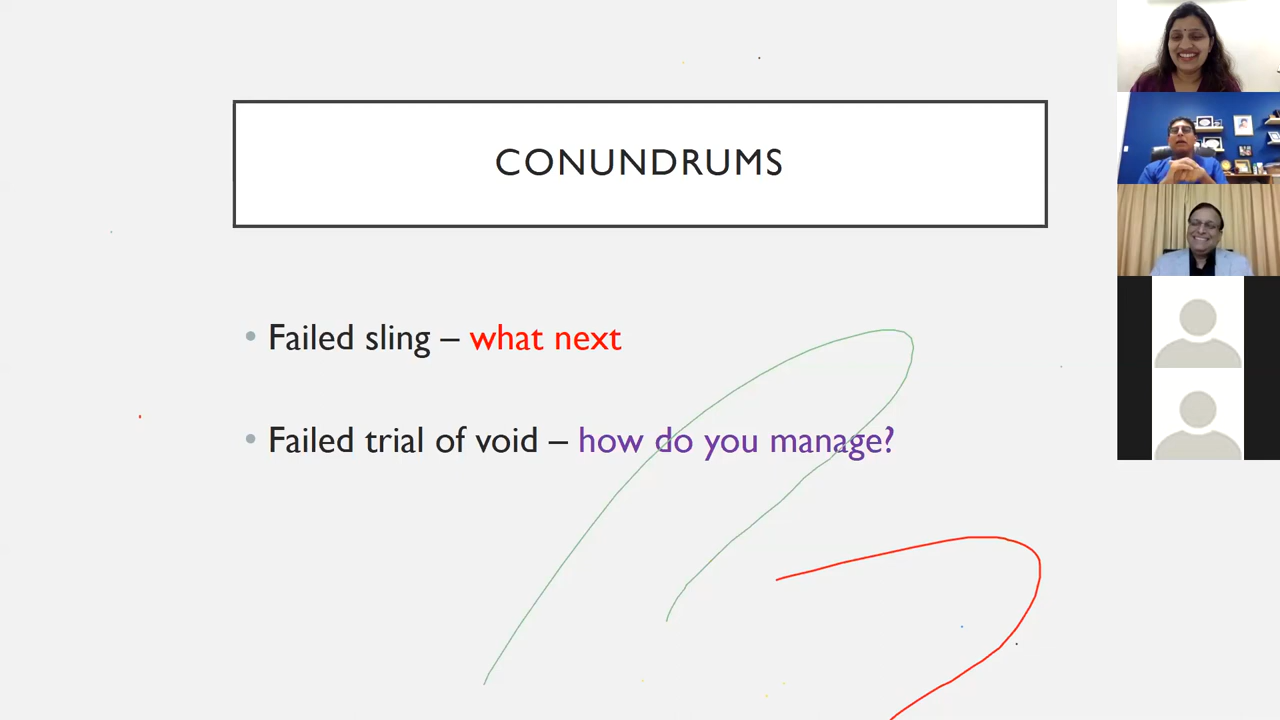 CONUNDRUMS
• Failed sling – what next
• Failed trial of void – how do you manage?